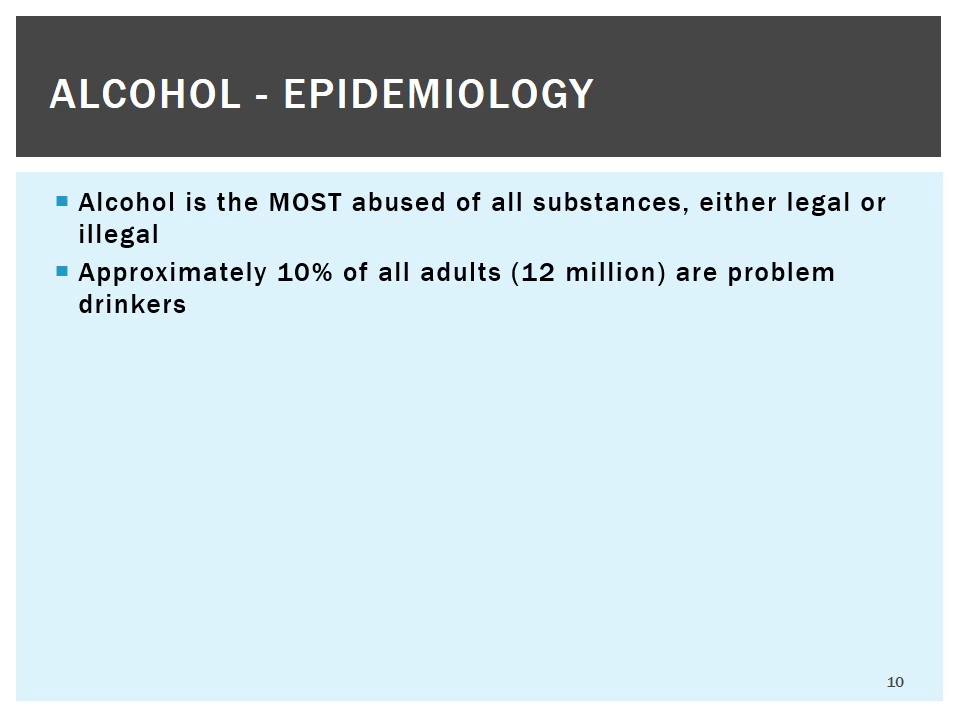 ALCOHOL - EPIDEMIOLOGY
Alcohol is the MOST abused of all substances, either legal or
illegal
Approximately 10% of all adults (12 million) are problem
drinkers
10